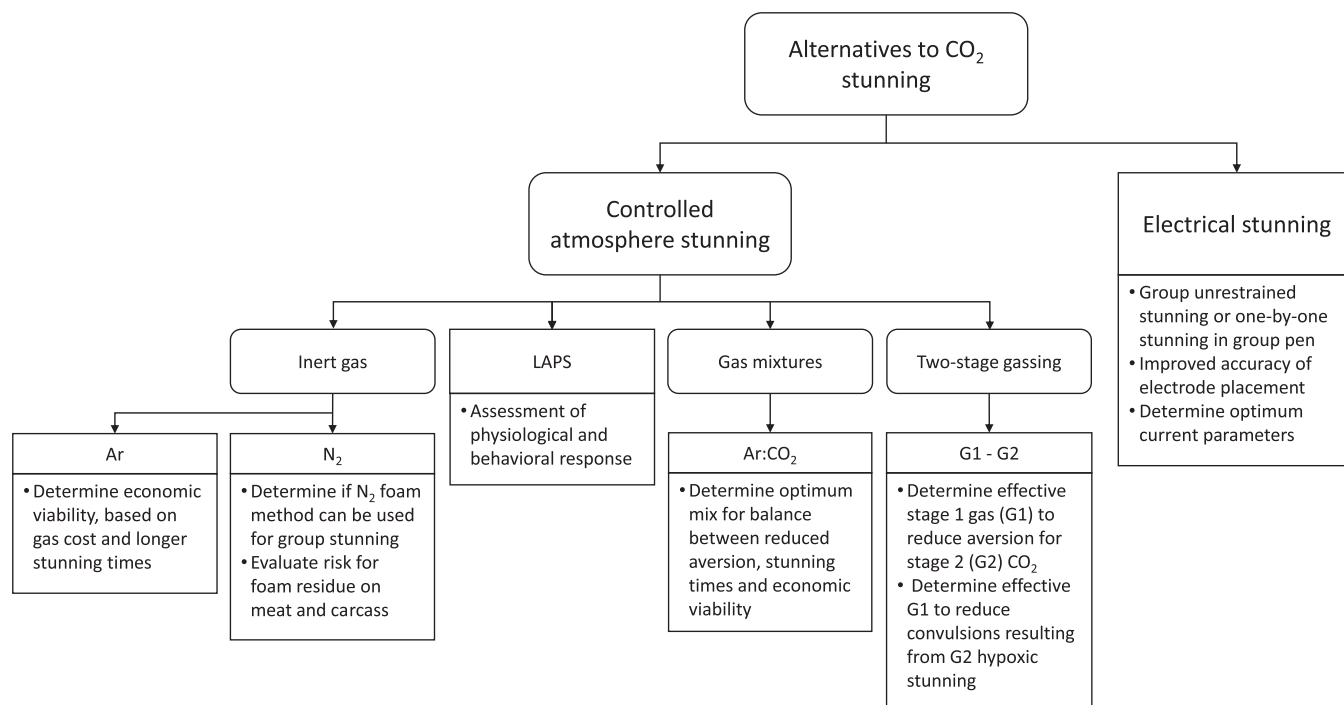 Alternatives to CO₂
stunning
Controlled
atmosphere stunning
Electrical stunning
• Group unrestrained
stunning or one-by-one
stunning in group pen
• Improved accuracy of
electrode placement
• Determine optimum
current parameters
Inert gas
LAPS
• Assessment of
physiological and
behavioral response
Gas mixtures
Two-stage gassing
Ar
• Determine economic
viability, based on
gas cost and longer
stunning times
N₂
• Determine if N₂ foam
method can be used
for group stunning
• Evaluate risk for
foam residue on
meat and carcass
Ar:CO₂
• Determine optimum
mix for balance
between reduced
aversion, stunning
times and economic
viability
G1 - G2
• Determine effective
stage 1 gas (G1) to
reduce aversion for
stage 2 (G2) CO₂
• Determine effective
G1 to reduce
convulsions resulting
from G2 hypoxic
stunning